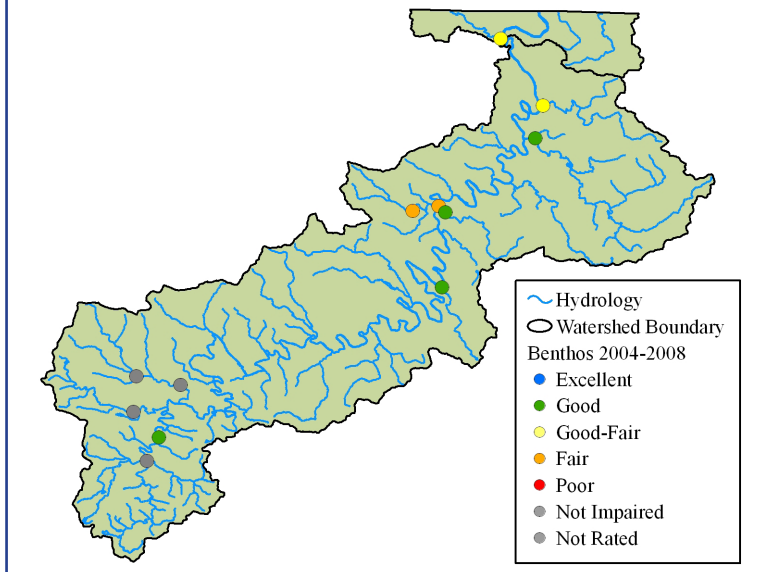 Hydrology
Watershed Boundary
Benthos 2004-2008
Excellent
Good
Good-Fair
Fair
Poor
Not Impaired
Not Rated